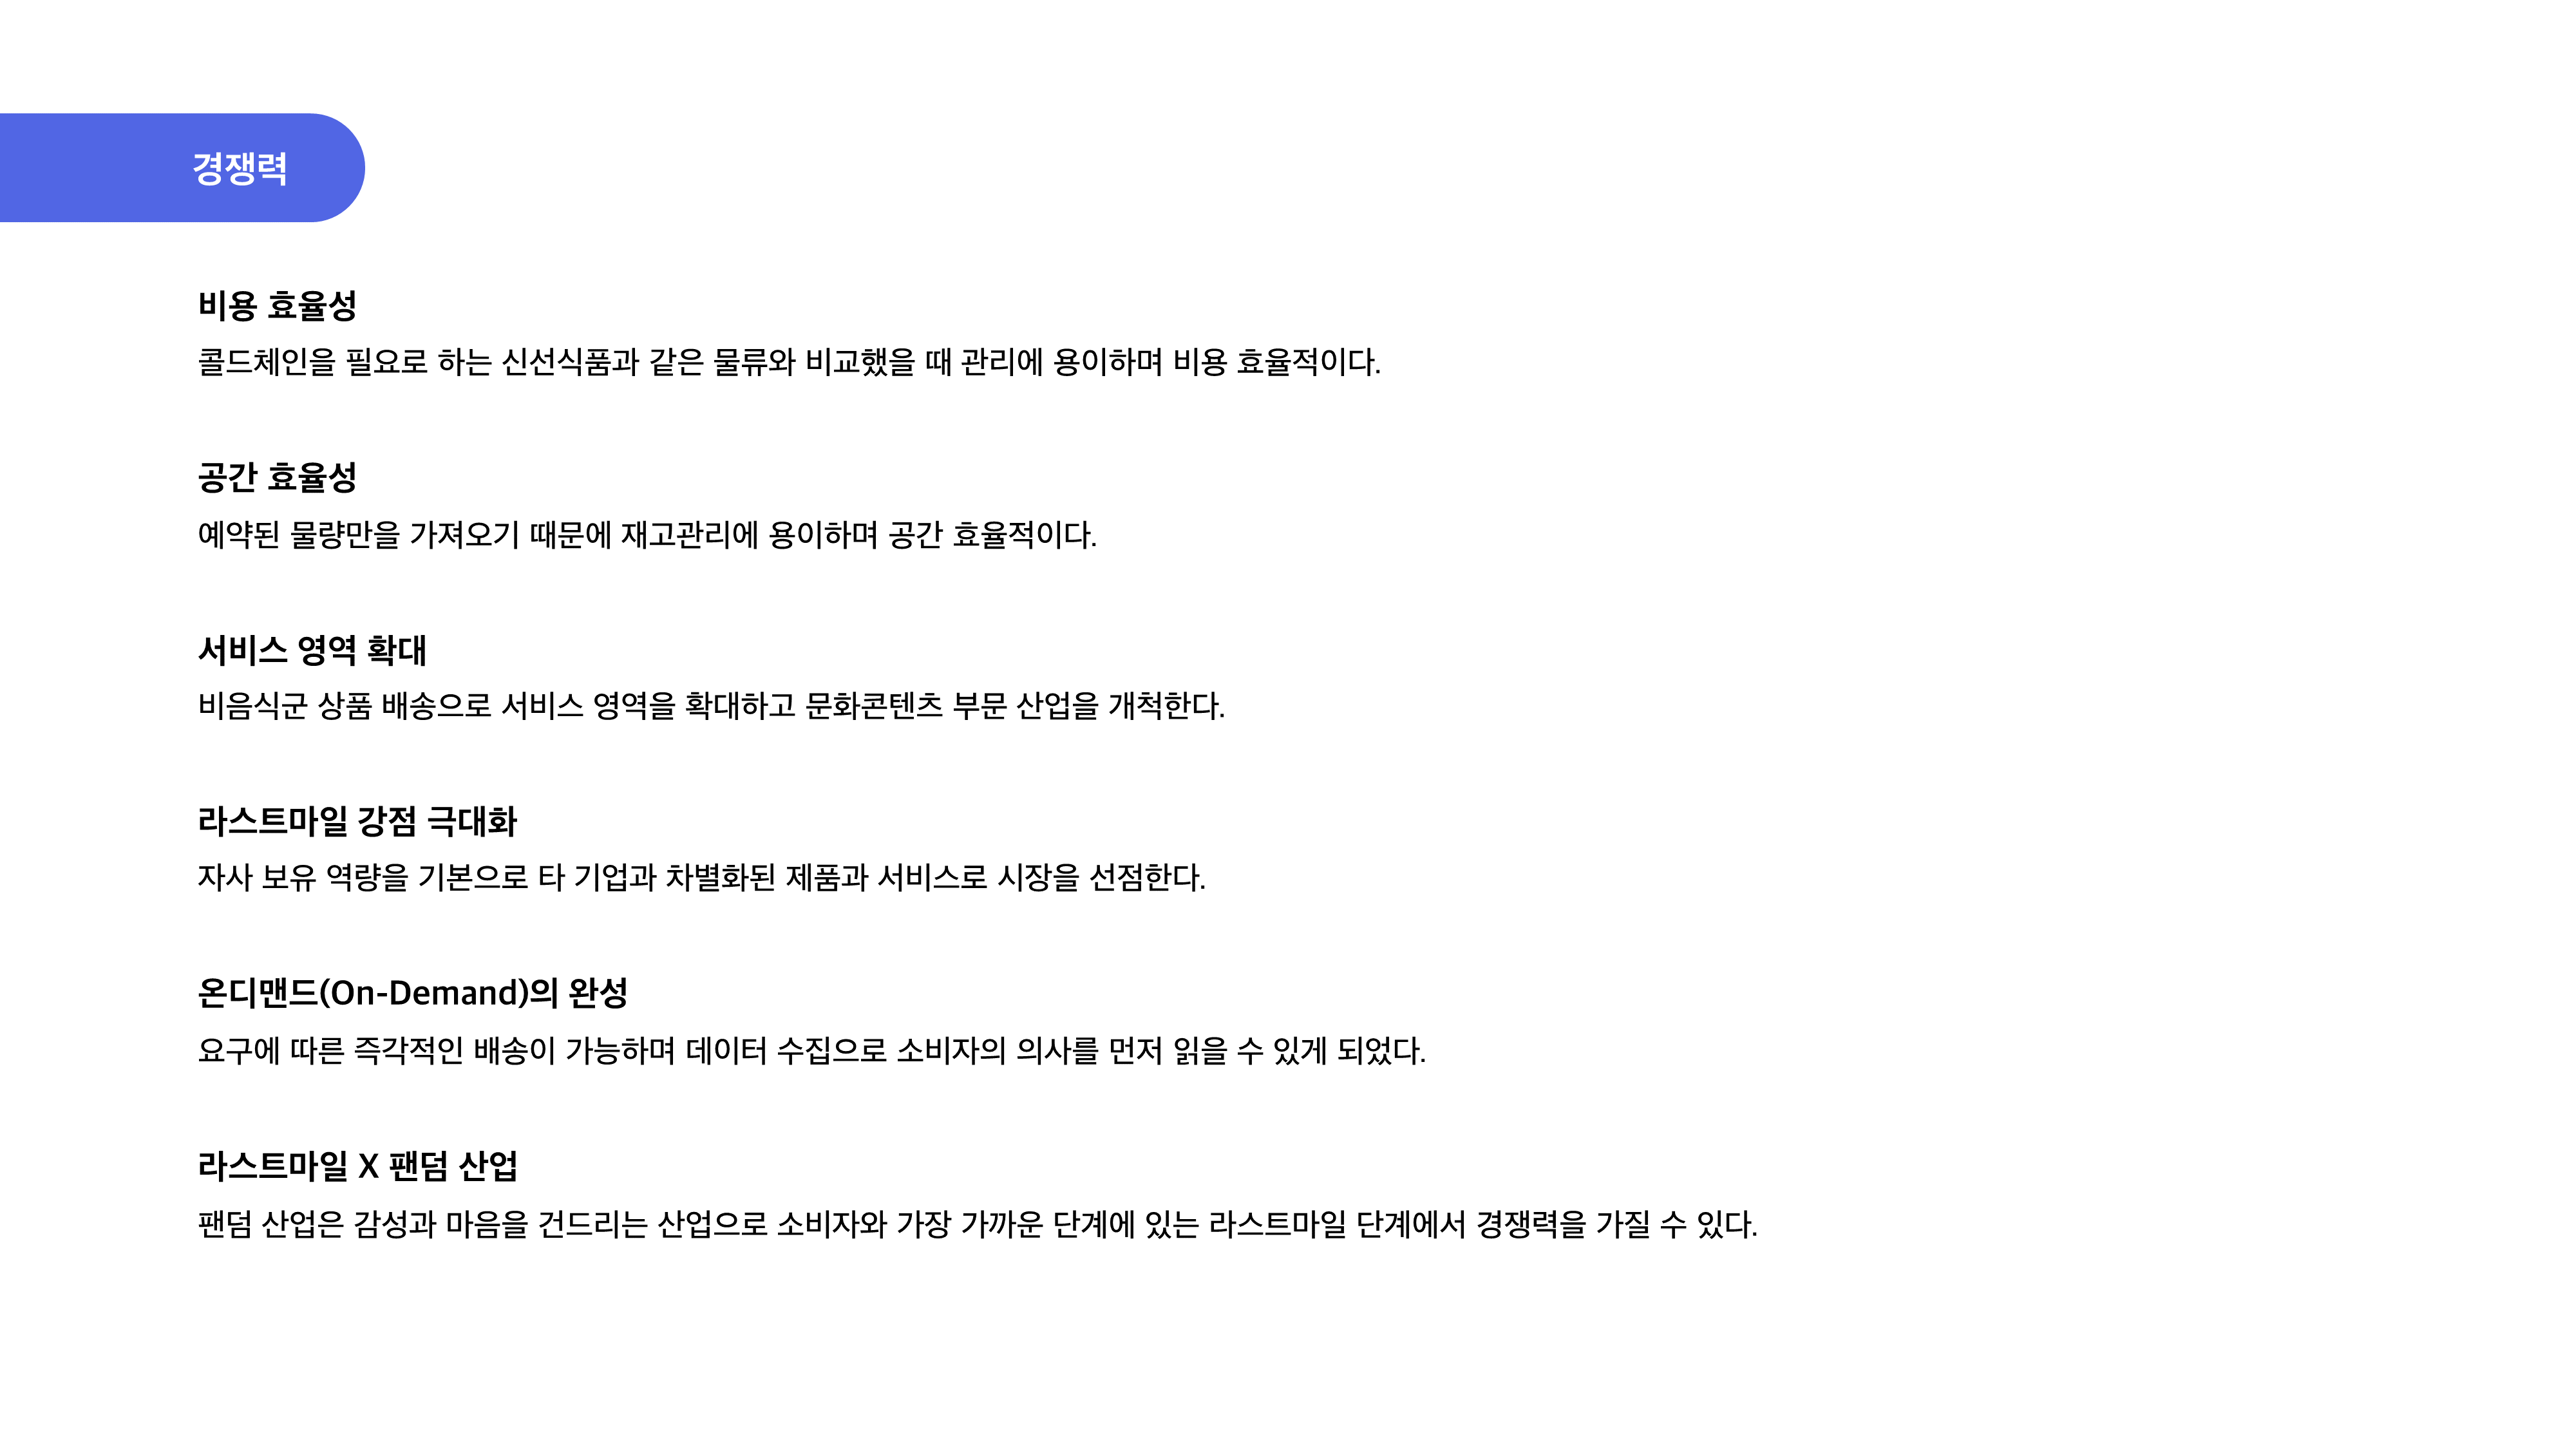 경쟁력
비용 효율성
콜드체인을 필요로 하는 신선식품과 같은 물류와 비교했을 때 관리에 용이하며 비용 효율적이다.
공간 효율성
예약된 물량만을 가져오기 때문에 재고관리에 용이하며 공간 효율적이다.
서비스 영역 확대
비음식군 상품 배송으로 서비스 영역을 확대하고 문화콘텐츠 부문 산업을 개척한다.
라스트마일 강점 극대화
자사 보유 역량을 기본으로 타 기업과 차별화된 제품과 서비스로 시장을 선점한다.
온디맨드(On-Demand)의 완성
요구에 따른 즉각적인 배송이 가능하며 데이터 수집으로 소비자의 의사를 먼저 읽을 수 있게 되었다.
라스트마일 X 팬덤 산업
팬덤 산업은 감성과 마음을 건드리는 산업으로 소비자와 가장 가까운 단계에 있는 라스트마일 단계에서 경쟁력을 가질 수 있다.